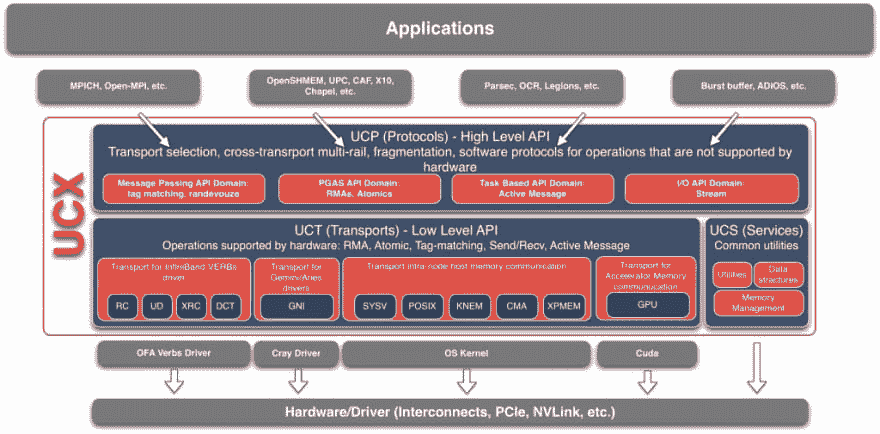 Applications
MPICH, Open-MPI, etc.
OpenSHMEM, UPC, CAF, X10,
Chapel, etc.
Parsec, OCR, Legions, etc.
Burst buffer, ADIOS, etc.
UCX
UCP (Protocols) - High Level API
Transport selection, cross-transrport multi-rail, fragmentation, software protocols for operations that are not supported by
hardware
Message Passing API Domain:
tag matching, randevouze
PGAS API Domain:
RMAs, Atomics
Task Based API Domain:
Active Message
I/O API Domain:
Stream
UCT (Transports) - Low Level API
Operations supported by hardware: RMA, Atomic, Tag-matching, Send/Recv, Active Message
Transport for InfiniBand VERBs
driver
RC
UD
XRC
DCT
Transport for
Gemini/Aries
drivers
GNI
Transport intra-node host memory communication
SYSV
POSIX
KNEM
CMA
XPMEM
Transport for
Accelerator Memory
communication
GPU
UCS (Services)
Common utilities
Utilities
Data
structures
Memory
Management
OFA Verbs Driver
Cray Driver
OS Kernel
Cuda
Hardware/Driver (Interconnects, PCIe, NVLink, etc.)